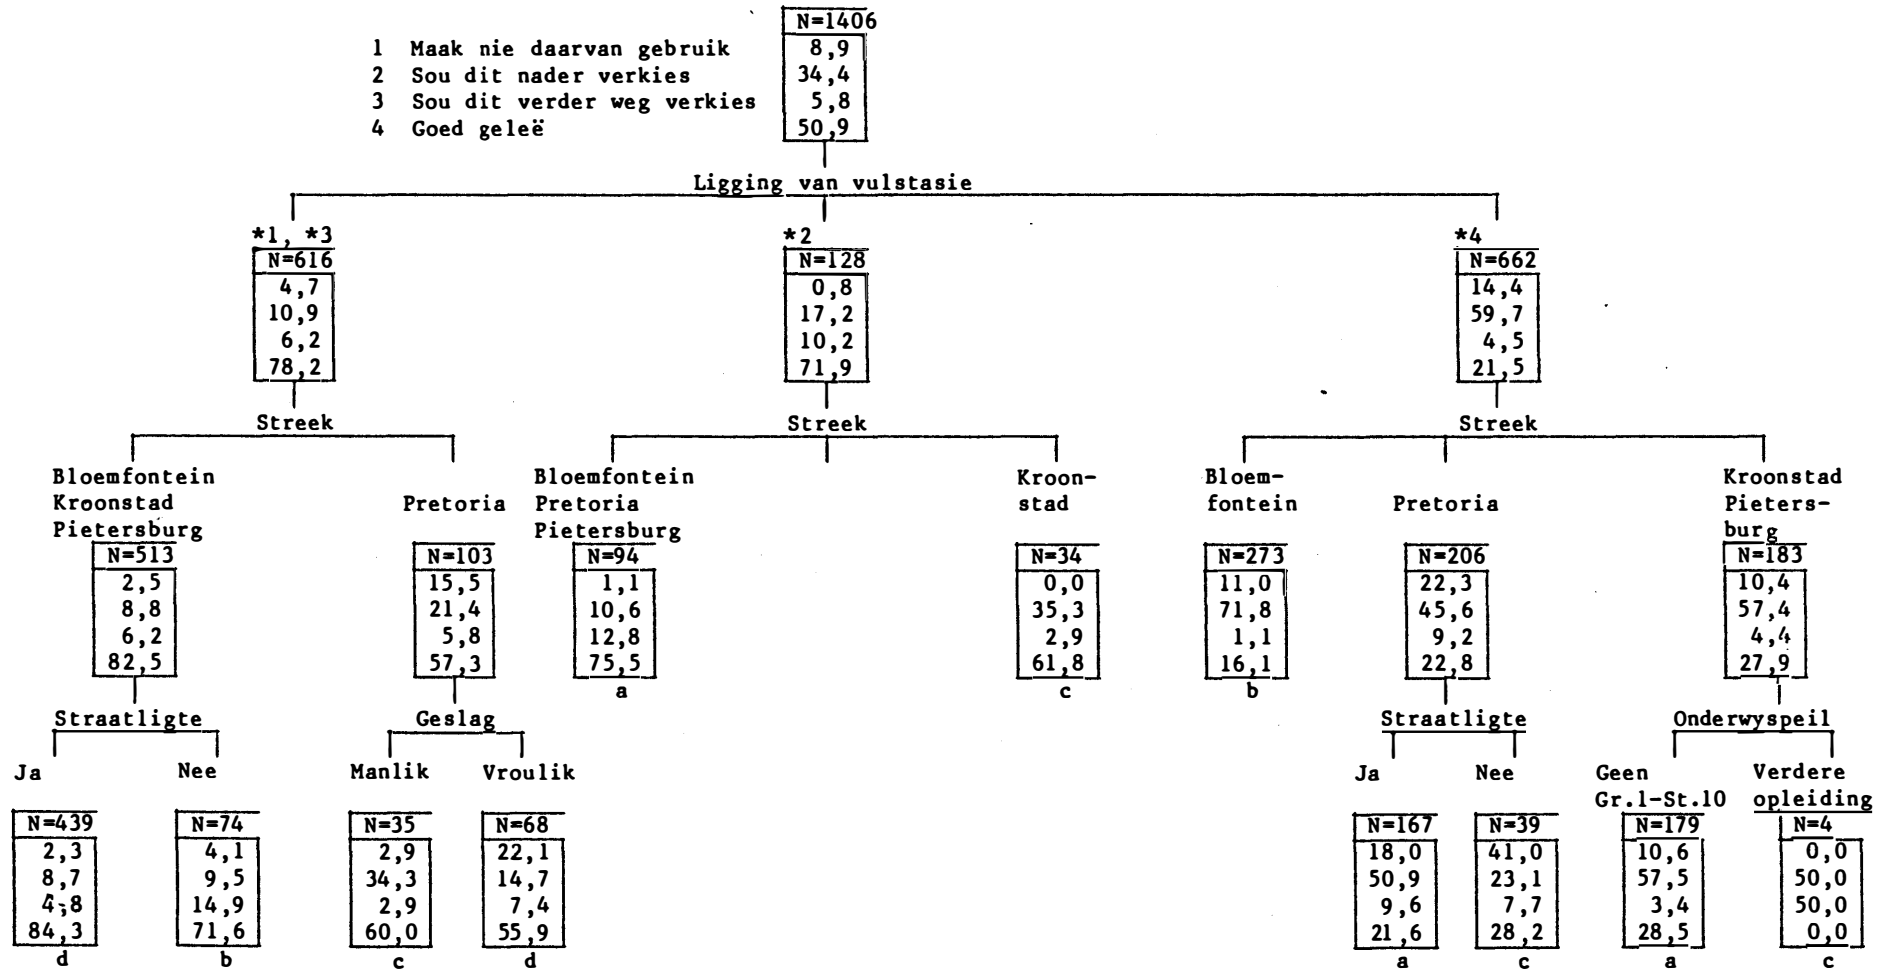 N=1406
1 Maak nie daarvan gebruik 8,9
2 Sou dit nader verkies 34,4
3 Sou dit verder weg verkies 5,8
4 Goed geleë 50,9
Ligging van vulstasie
*1, *3 *2 *4
N=616 N=128 N=662
4,7 0,8 14,4
10,9 17,2 59,7
6,2 10,2 4,5
78,2 71,9 21,5
Streek Streek Streek
Bloemfontein Bloemfontein Kroon- Bloem- Kroonstad
Kroonstad Pretoria Pretoria stad fontein Pretoria Pieters-
Pietersburg Pietersburg burg
N=513 N=103 N=94 N=34 N=273 N=206 N=183
2,5 15,5 1,1 0,0 11,0 22,3 10,4
8,8 21,4 10,6 35,3 71,8 45,6 57,4
6,2 5,8 12,8 2,9 1,1 9,2 4,4
82,5 57,3 75,5 61,8 16,1 22,8 27,9
a c b
Straatligte Geslag Straatligte Onderwyspeil
Ja Nee Manlik Vroulik Ja Nee Geen Verdere
Gr.1-St.10 opleiding
N=439 N=74 N=35 N=68 N=167 N=39 N=179 N=4
2,3 4,1 2,9 22,1 18,0 41,0 10,6 0,0
8,7 9,5 34,3 14,7 50,9 23,1 57,5 50,0
4,8 14,9 2,9 7,4 9,6 7,7 3,4 50,0
84,3 71,6 60,0 55,9 21,6 28,2 28,5 0,0
d b c d a c a c